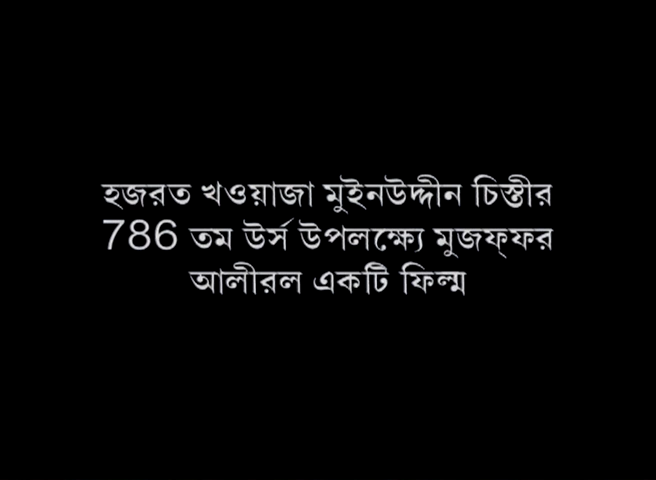 হজরত খওয়াজা মুইনউদ্দীন চিস্তীর
786 তম উর্স উপলক্ষ্যে মুজফ্‌ফর
আলীরল একটি ফিল্ম